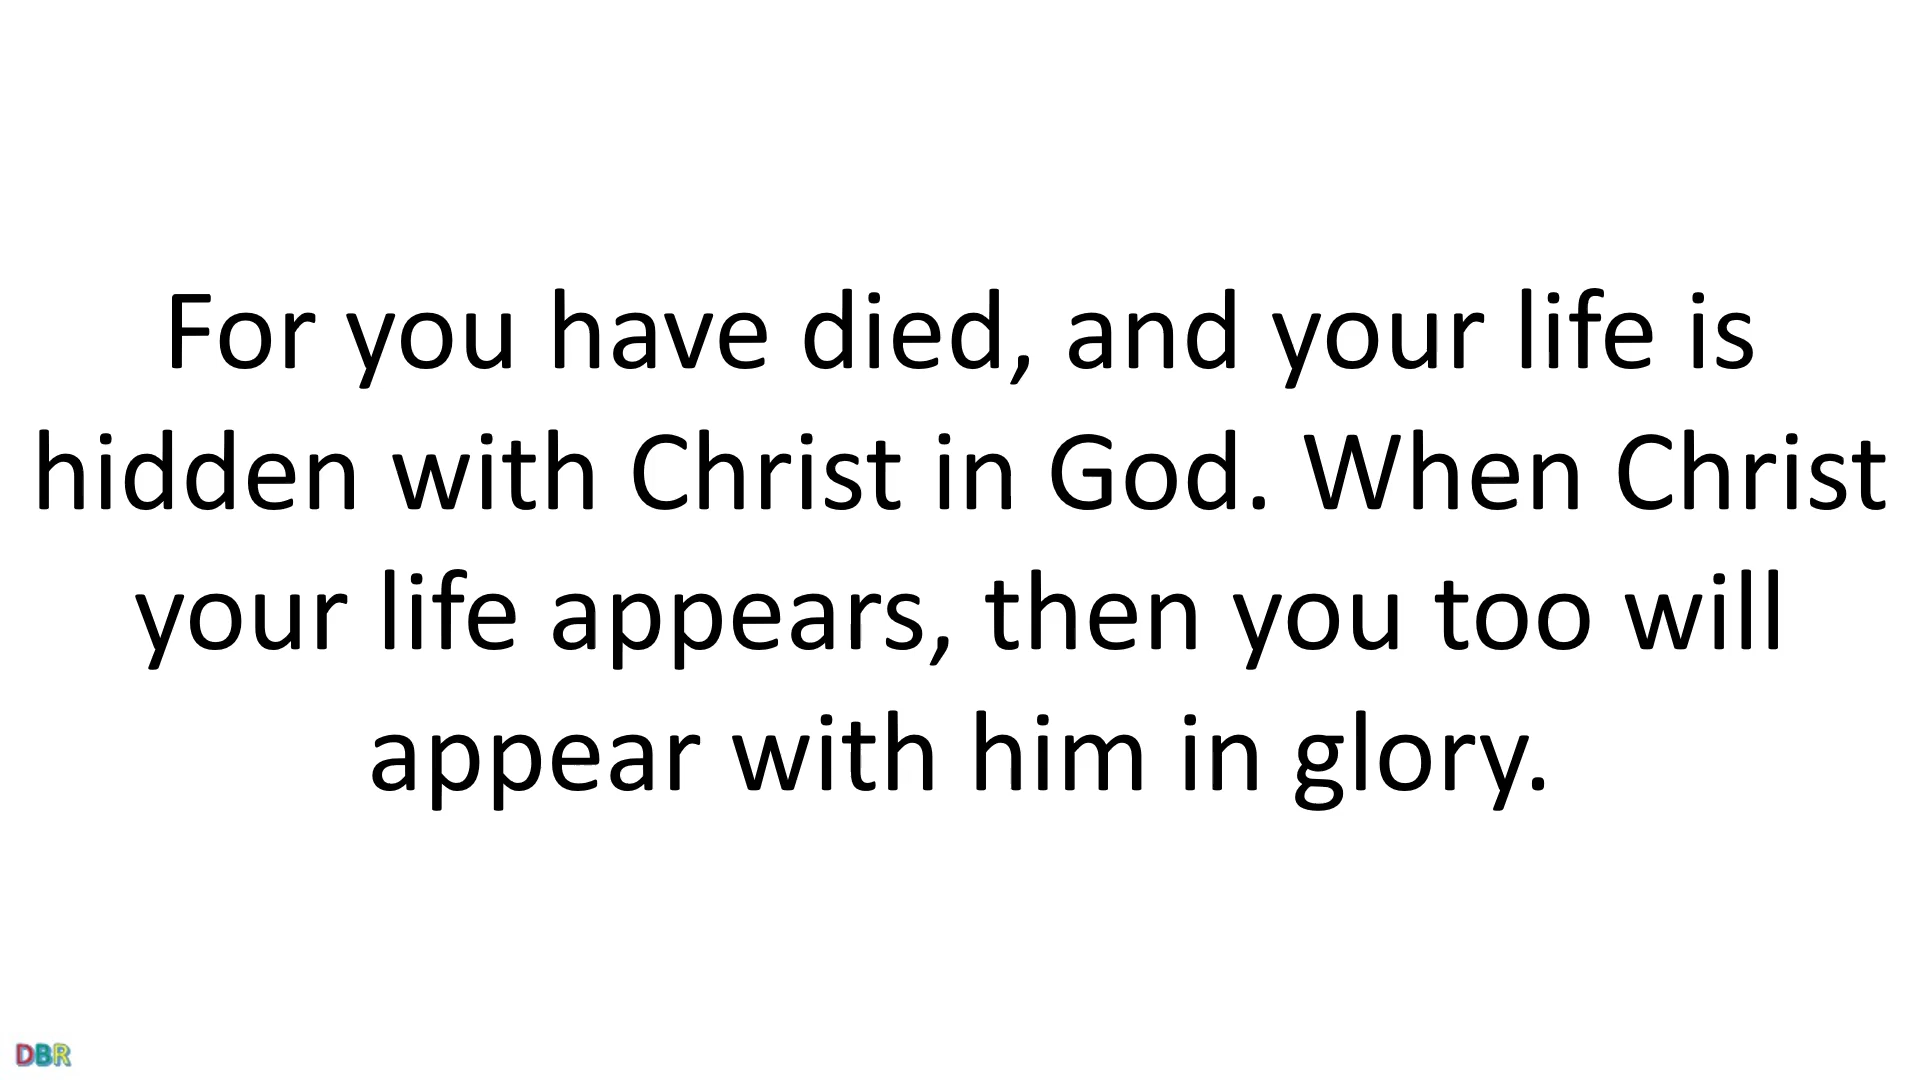 For you have died, and your life is
hidden with Christ in God. When Christ
your life appears, then you too will
appear with him in glory.
DBR